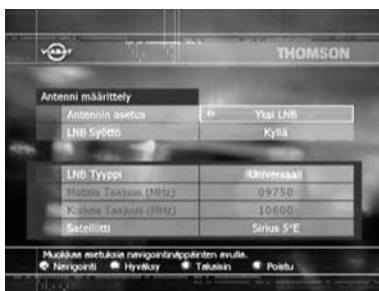 VIASAT
THOMSON
Antenni määrittely
Antennin asetus Yksi LNB
LNB Syöttö Kyllä
LNB Tyyppi Universaali
Matala Taajuus (MHz) 09750
Korkea Taajuus (MHz) 10600
Satelliitti Sirius 5°E
Muokkaa asetuksia navigointinäppäinten avulla.
Navigointi Hyväksy Takaisin Poistu